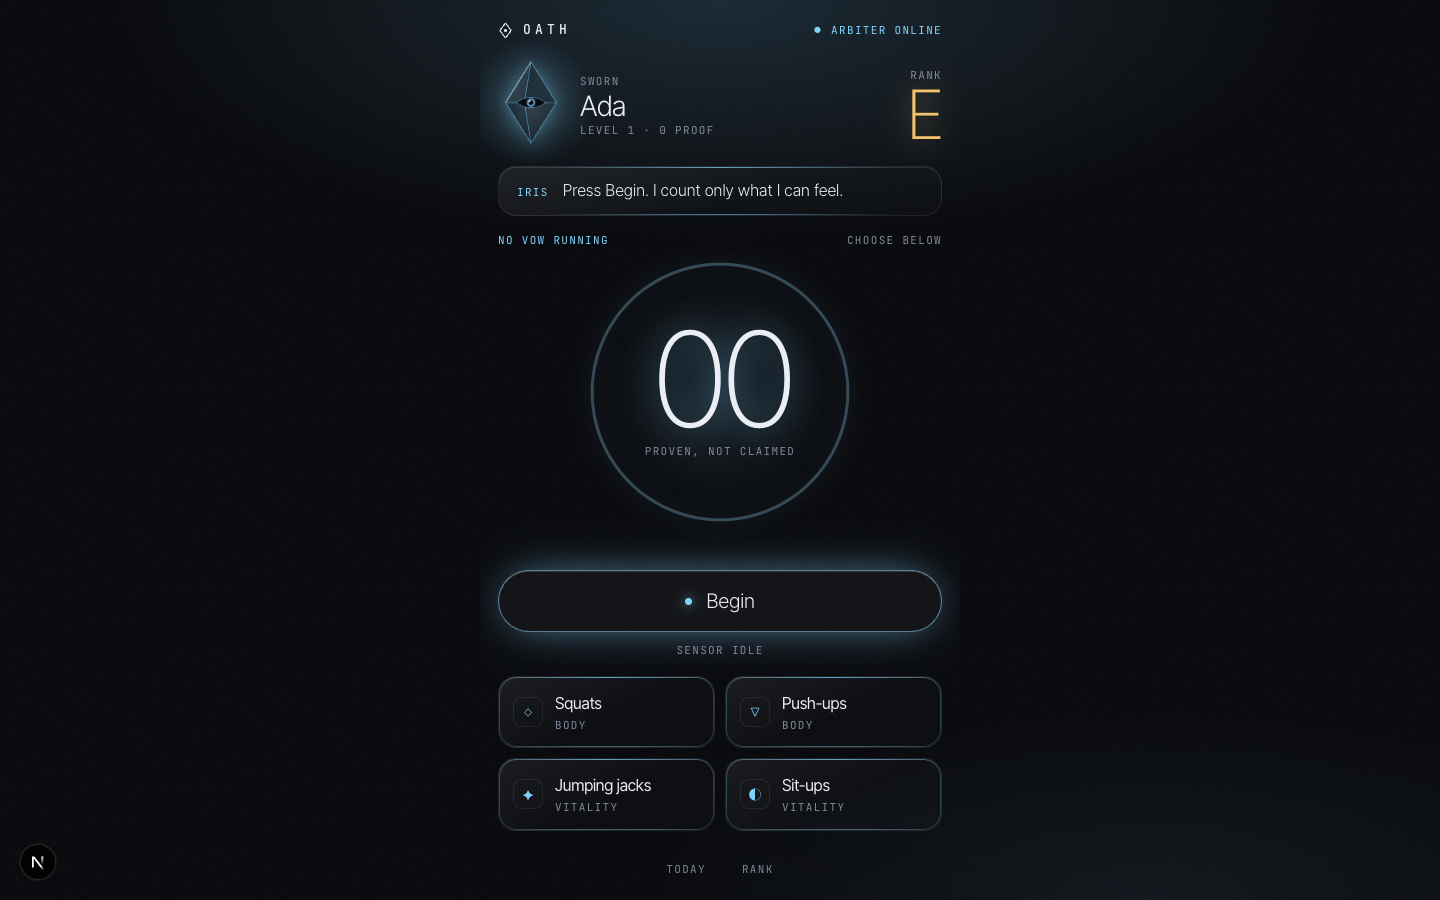 OATH
ARBITER ONLINE
SWORN
Ada
LEVEL 1 · 0 PROOF
RANK
E
IRIS Press Begin. I count only what I can feel.
NO VOW RUNNING
CHOOSE BELOW
00
PROVEN, NOT CLAIMED
Begin
SENSOR IDLE
Squats
BODY
Push-ups
BODY
Jumping jacks
VITALITY
Sit-ups
VITALITY
N
TODAY
RANK